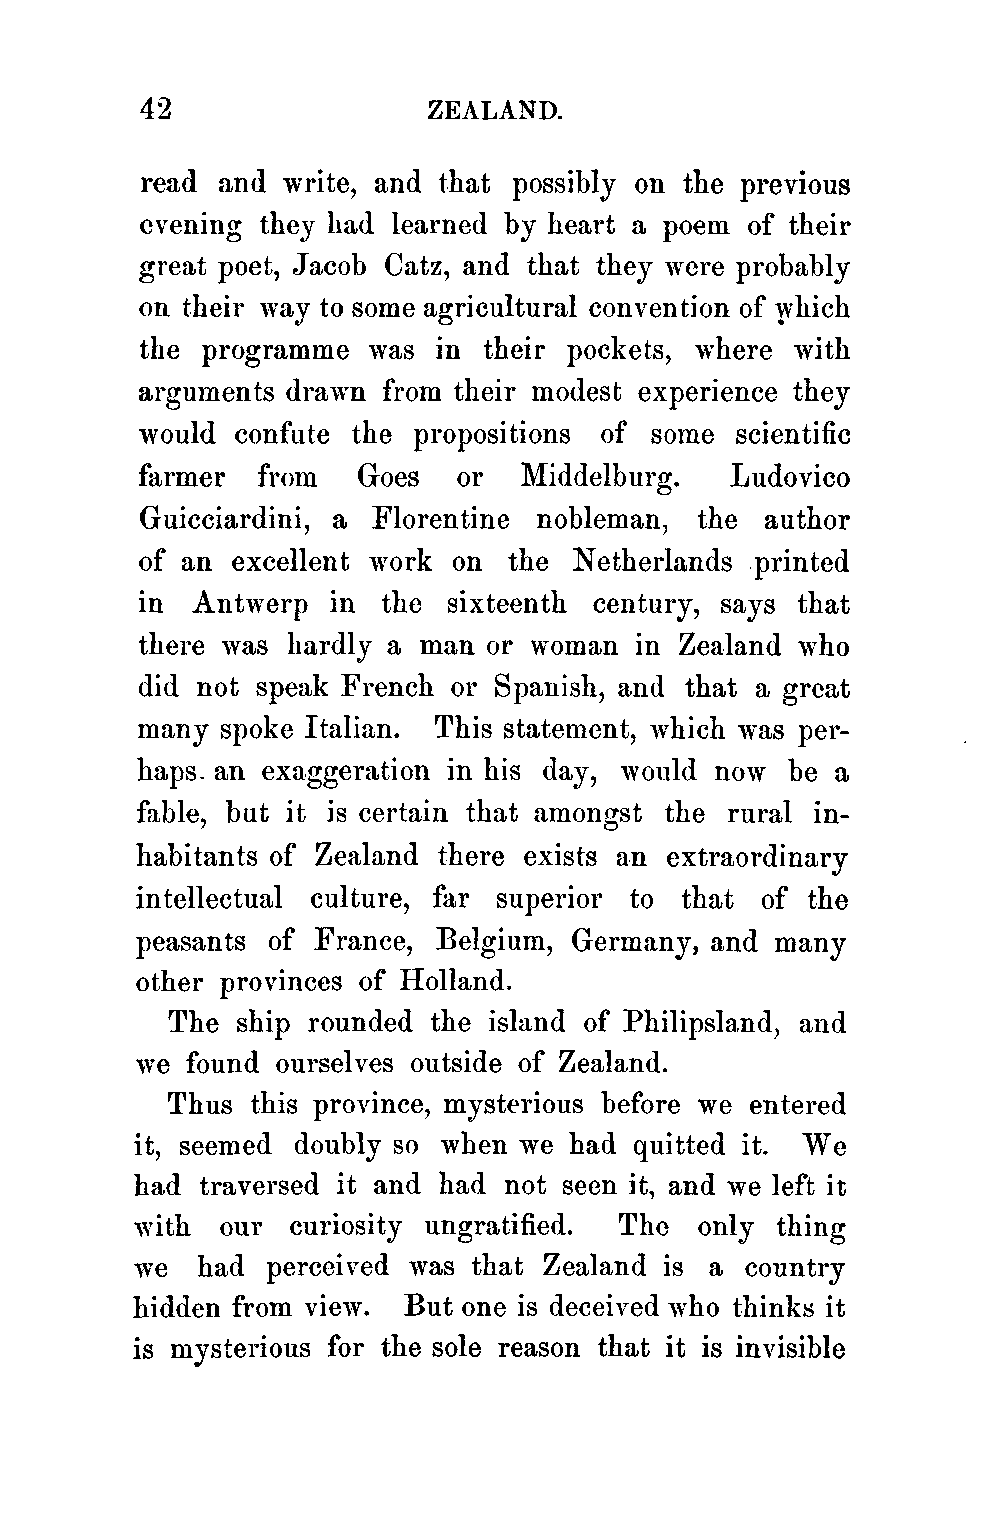 42 ZEALAND.
read and write, and that possibly on the previous
evening they had learned by heart a poem of their
great poet, Jacob Catz, and that they were probably
on their way to some agricultural convention of which
the programme was in their pockets, where with
arguments drawn from their modest experience they
would confute the propositions of some scientific
farmer from Goes or Middelburg. Ludovico
Guicciardini, a Florentine nobleman, the author
of an excellent work on the Netherlands printed
in Antwerp in the sixteenth century, says that
there was hardly a man or woman in Zealand who
did not speak French or Spanish, and that a great
many spoke Italian. This statement, which was per-
haps. an exaggeration in his day, would now be a
fable, but it is certain that amongst the rural in-
habitants of Zealand there exists an extraordinary
intellectual culture, far superior to that of the
peasants of France, Belgium, Germany, and many
other provinces of Holland.
The ship rounded the island of Philipsland, and
we found ourselves outside of Zealand.
Thus this province, mysterious before we entered
it, seemed doubly so when we had quitted it. We
had traversed it and had not seen it, and we left it
with our curiosity ungratified. The only thing
we had perceived was that Zealand is a country
hidden from view. But one is deceived who thinks it
is mysterious for the sole reason that it is invisible